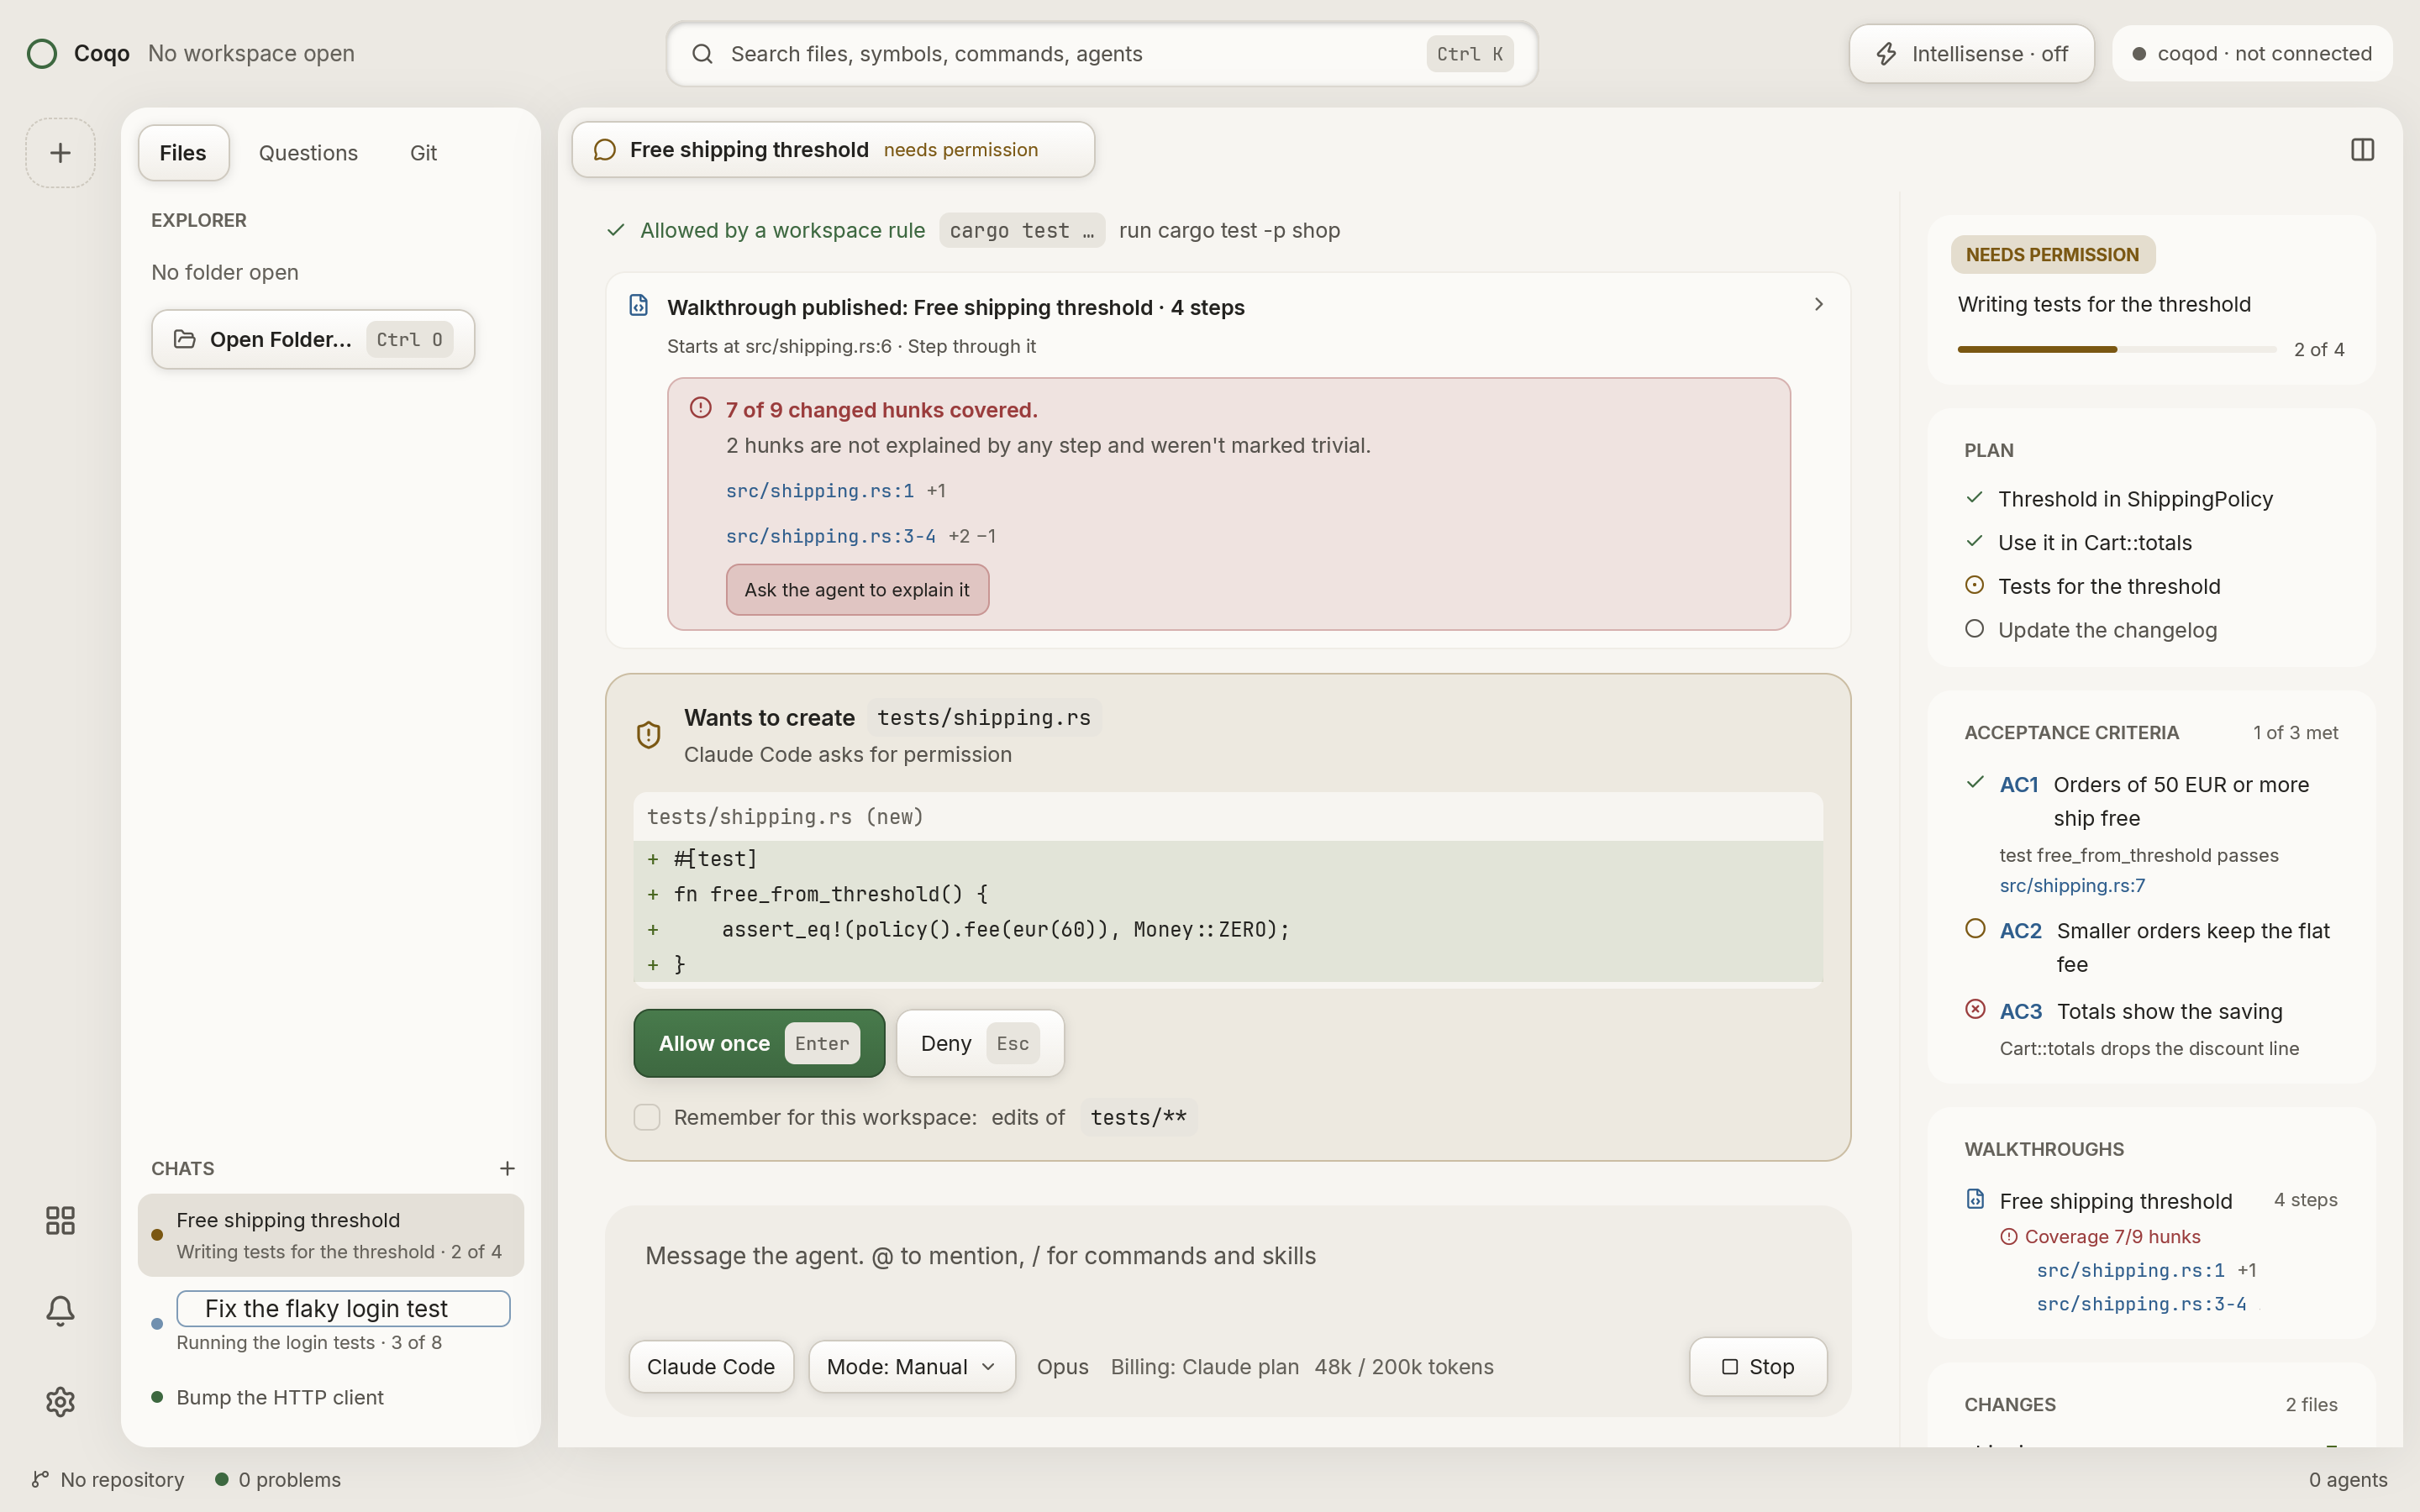 Coqo No workspace open
Search files, symbols, commands, agents Ctrl K
Intellisense · off
coqod · not connected
Files Questions Git
EXPLORER
No folder open
Open Folder... Ctrl O
CHATS
Free shipping threshold
Writing tests for the threshold · 2 of 4
Fix the flaky login test
Running the login tests · 3 of 8
Bump the HTTP client
Free shipping threshold needs permission
Allowed by a workspace rule cargo test … run cargo test -p shop
Walkthrough published: Free shipping threshold · 4 steps
Starts at src/shipping.rs:6 · Step through it
7 of 9 changed hunks covered.
2 hunks are not explained by any step and weren't marked trivial.
src/shipping.rs:1 +1
src/shipping.rs:3-4 +2 −1
Ask the agent to explain it
Wants to create tests/shipping.rs
Claude Code asks for permission
tests/shipping.rs (new)
+ #[test]
+ fn free_from_threshold() {
+     assert_eq!(policy().fee(eur(60)), Money::ZERO);
+ }
Allow once Enter Deny Esc
Remember for this workspace: edits of tests/**
Message the agent. @ to mention, / for commands and skills
Claude Code Mode: Manual Opus Billing: Claude plan 48k / 200k tokens Stop
NEEDS PERMISSION
Writing tests for the threshold
2 of 4
PLAN
Threshold in ShippingPolicy
Use it in Cart::totals
Tests for the threshold
Update the changelog
ACCEPTANCE CRITERIA 1 of 3 met
AC1 Orders of 50 EUR or more
ship free
test free_from_threshold passes
src/shipping.rs:7
AC2 Smaller orders keep the flat
fee
AC3 Totals show the saving
Cart::totals drops the discount line
WALKTHROUGHS
Free shipping threshold 4 steps
Coverage 7/9 hunks
src/shipping.rs:1 +1
src/shipping.rs:3-4
CHANGES 2 files
No repository 0 problems
0 agents